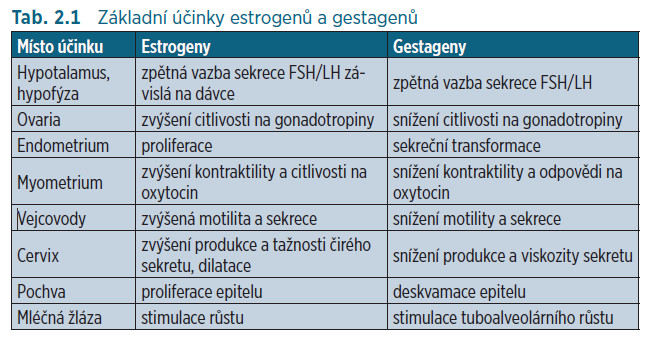 Tab. 2.1 Základní účinky estrogenů a gestagenů
Místo účinku Estrogeny Gestageny
Hypotalamus, hypofýza zpětná vazba sekrece FSH/LH zá-
vislá na dávce zpětná vazba sekrece FSH/LH
Ovaria zvýšení citlivosti na gonadotropiny snížení citlivosti na gonadotropiny
Endometrium proliferace sekreční transformace
Myometrium zvýšení kontraktility a citlivosti na
oxytocin snížení kontraktility a odpovědi na
oxytocin
Vejcovody zvýšená motilita a sekrece snížení motility a sekrece
Cervix zvýšení produkce a tažnosti čirého
sekretu, dilatace snížení produkce a viskozity sekretu
Pochva proliferace epitelu deskvamace epitelu
Mléčná žláza stimulace růstu stimulace tuboalveolárního růstu